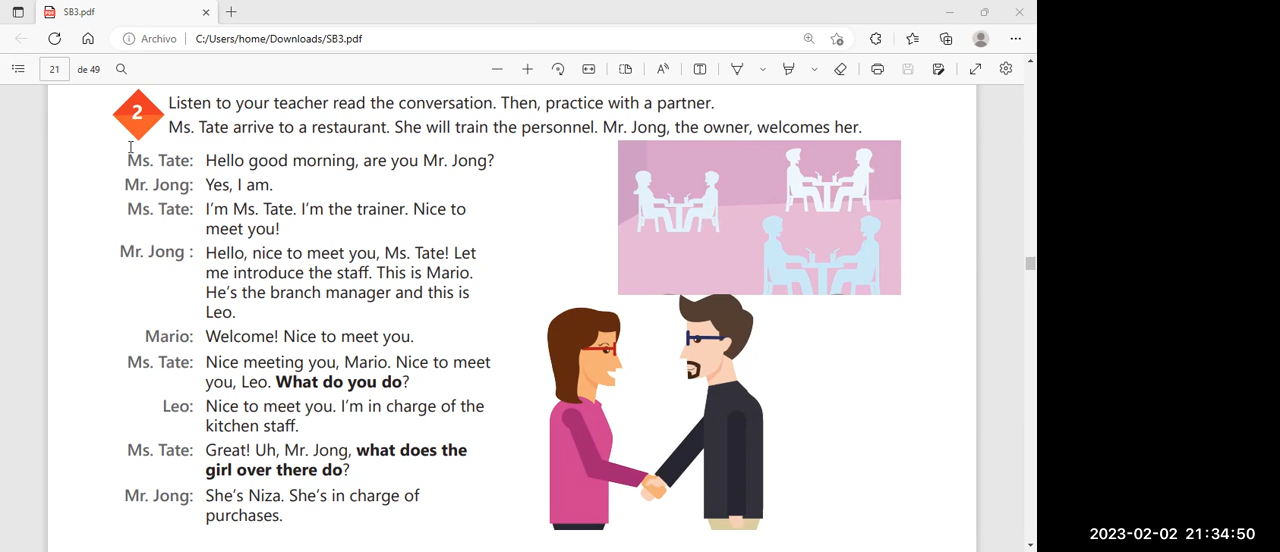 SB3.pdf
Archivo C:/Users/home/Downloads/SB3.pdf
21 de 49
2
Listen to your teacher read the conversation. Then, practice with a partner.
Ms. Tate arrive to a restaurant. She will train the personnel. Mr. Jong, the owner, welcomes her.
Ms. Tate: Hello good morning, are you Mr. Jong?
Mr. Jong: Yes, I am.
Ms. Tate: I'm Ms. Tate. I'm the trainer. Nice to
meet you!
Mr. Jong : Hello, nice to meet you, Ms. Tate! Let
me introduce the staff. This is Mario.
He's the branch manager and this is
Leo.
Mario: Welcome! Nice to meet you.
Ms. Tate: Nice meeting you, Mario. Nice to meet
you, Leo. What do you do?
Leo: Nice to meet you. I'm in charge of the
kitchen staff.
Ms. Tate: Great! Uh, Mr. Jong, what does the
girl over there do?
Mr. Jong: She's Niza. She's in charge of
purchases.
2023-02-02 21:34:50